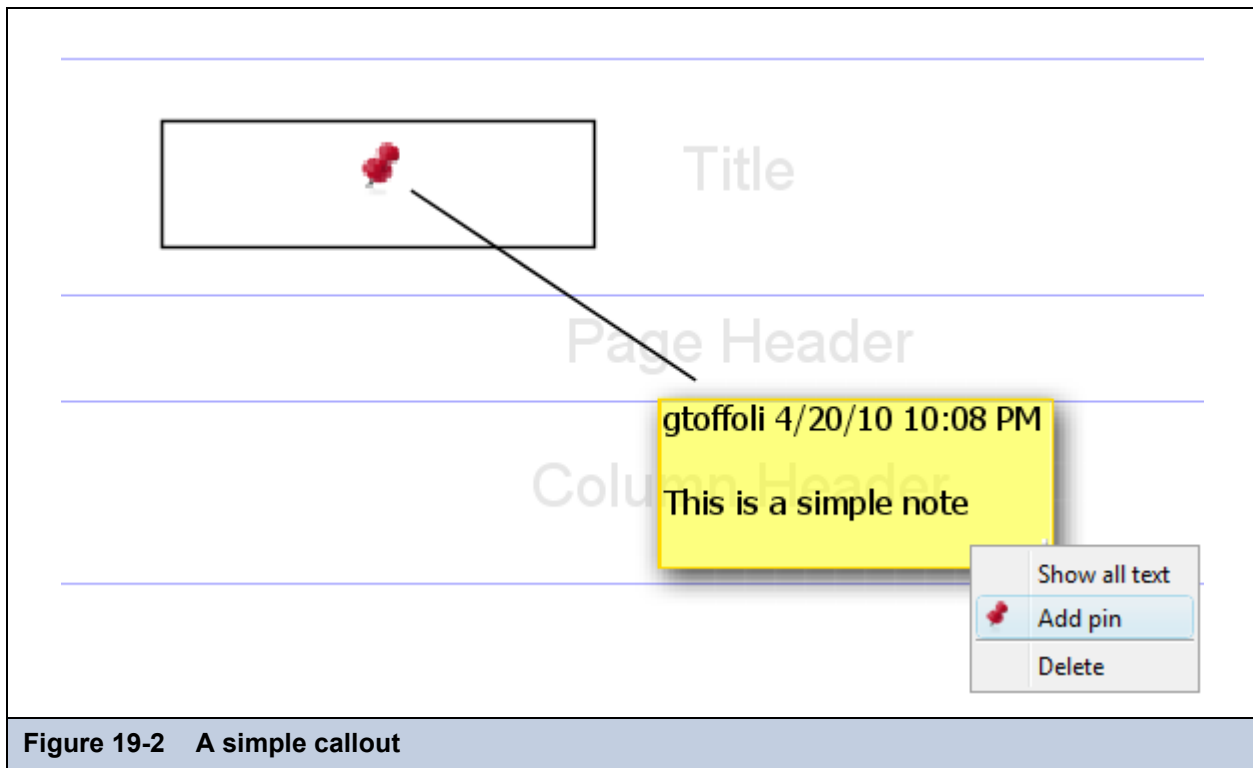 Title
Page Header
gtoffoli 4/20/10 10:08 PM
Column Header
This is a simple note
Show all text
Add pin
Delete
Figure 19-2 A simple callout